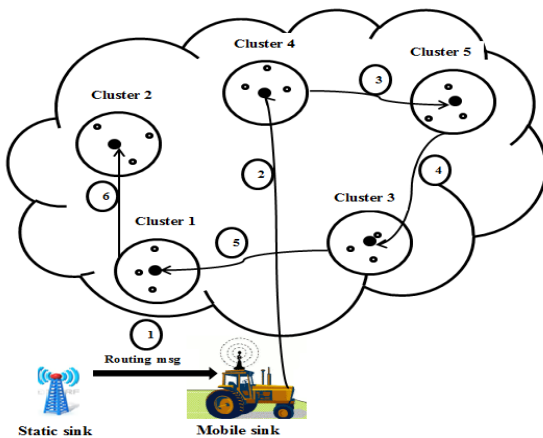 Cluster 4
Cluster 5
3
Cluster 2
2
4
6
Cluster 3
Cluster 1
5
1
Routing msg
Static sink
Mobile sink